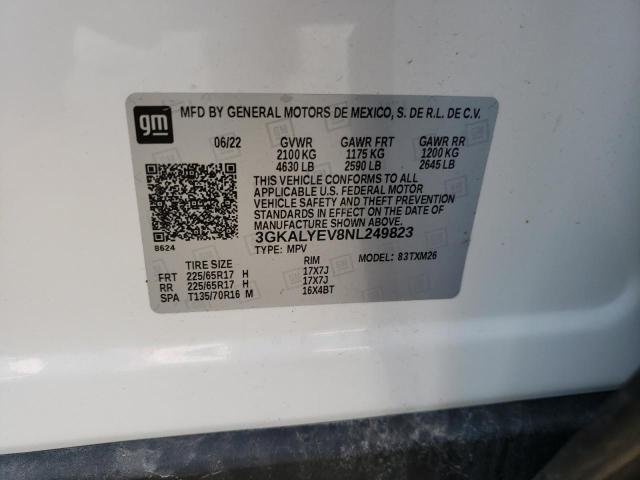 gm
MFD BY GENERAL MOTORS DE MEXICO, S. DE R.L. DE C.V.
06/22 GVWR GAWR FRT GAWR RR
2100 KG 1175 KG 1200 KG
4630 LB 2590 LB 2645 LB
THIS VEHICLE CONFORMS TO ALL
APPLICABLE U.S. FEDERAL MOTOR
VEHICLE SAFETY AND THEFT PREVENTION
STANDARDS IN EFFECT ON THE DATE OF
MANUFACTURE SHOWN ABOVE.
8624 3GKALYEV8NL249823
TYPE: MPV MODEL: 83TXM26
TIRE SIZE RIM
FRT 225/65R17 H 17X7J
RR 225/65R17 H 17X7J
SPA T135/70R16 M 16X4BT